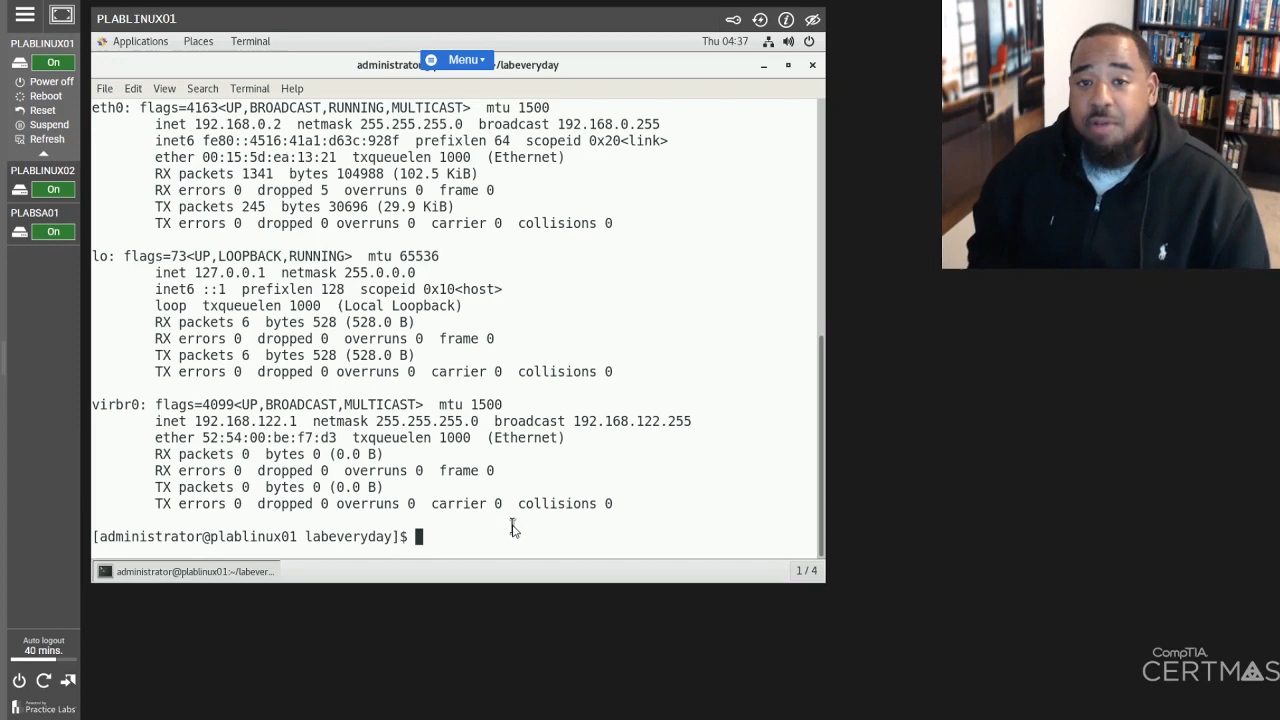 PLABLINUX01
Applications Places Terminal Thu 04:37
Menu
administrator ~/labeveryday
File Edit View Search Terminal Help
eth0: flags=4163<UP,BROADCAST,RUNNING,MULTICAST> mtu 1500
inet 192.168.0.2 netmask 255.255.255.0 broadcast 192.168.0.255
inet6 fe80::4516:41a1:d63c:928f prefixlen 64 scopeid 0x20<link>
ether 00:15:5d:ea:13:21 txqueuelen 1000 (Ethernet)
RX packets 1341 bytes 104988 (102.5 KiB)
RX errors 0 dropped 5 overruns 0 frame 0
TX packets 245 bytes 30696 (29.9 KiB)
TX errors 0 dropped 0 overruns 0 carrier 0 collisions 0
lo: flags=73<UP,LOOPBACK,RUNNING> mtu 65536
inet 127.0.0.1 netmask 255.0.0.0
inet6 ::1 prefixlen 128 scopeid 0x10<host>
loop txqueuelen 1000 (Local Loopback)
RX packets 6 bytes 528 (528.0 B)
RX errors 0 dropped 0 overruns 0 frame 0
TX packets 6 bytes 528 (528.0 B)
TX errors 0 dropped 0 overruns 0 carrier 0 collisions 0
virbr0: flags=4099<UP,BROADCAST,MULTICAST> mtu 1500
inet 192.168.122.1 netmask 255.255.255.0 broadcast 192.168.122.255
ether 52:54:00:be:f7:d3 txqueuelen 1000 (Ethernet)
RX packets 0 bytes 0 (0.0 B)
RX errors 0 dropped 0 overruns 0 frame 0
TX packets 0 bytes 0 (0.0 B)
TX errors 0 dropped 0 overruns 0 carrier 0 collisions 0
[administrator@plablinux01 labeveryday]$
administrator@plablinux01:~/labever...
1 / 4
PLABLINUX01
On
Power off
Reboot
Reset
Suspend
Refresh
PLABLINUX02
On
PLABSA01
On
Auto logout
40 mins.
Powered by
Practice Labs
CompTIA.
CERTMAS